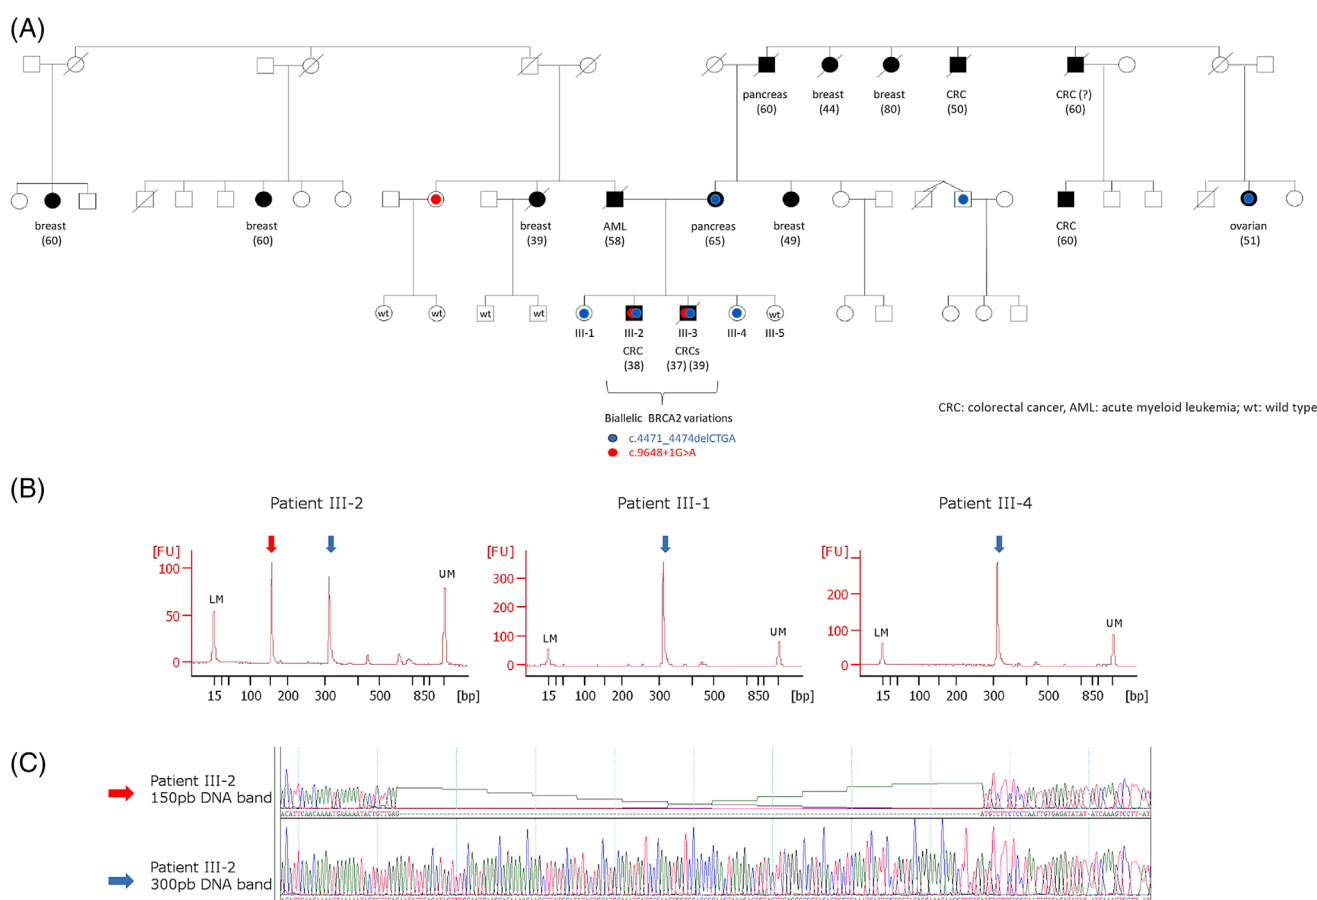 (A)
pancreas breast breast CRC CRC (?)
(60) (44) (80) (50) (60)
breast breast breast AML pancreas breast CRC ovarian
(60) (60) (39) (58) (65) (49) (60) (51)
wt wt wt wt wt
III-1 III-2 III-3 III-4 III-5
CRC CRCs
(38) (37) (39)
Biallelic BRCA2 variations
c.4471_4474delCTGA
c.9648+1G>A
CRC: colorectal cancer, AML: acute myeloid leukemia; wt: wild type
(B)
Patient III-2 Patient III-1 Patient III-4
[FU] [FU] [FU]
100 50 0
300 200 100 0
200 100 0
LM UM LM UM LM UM
15 100 200 300 500 850 [bp]
15 100 200 300 500 850 [bp]
15 100 200 300 500 850 [bp]
(C)
Patient III-2
150pb DNA band
Patient III-2
300pb DNA band